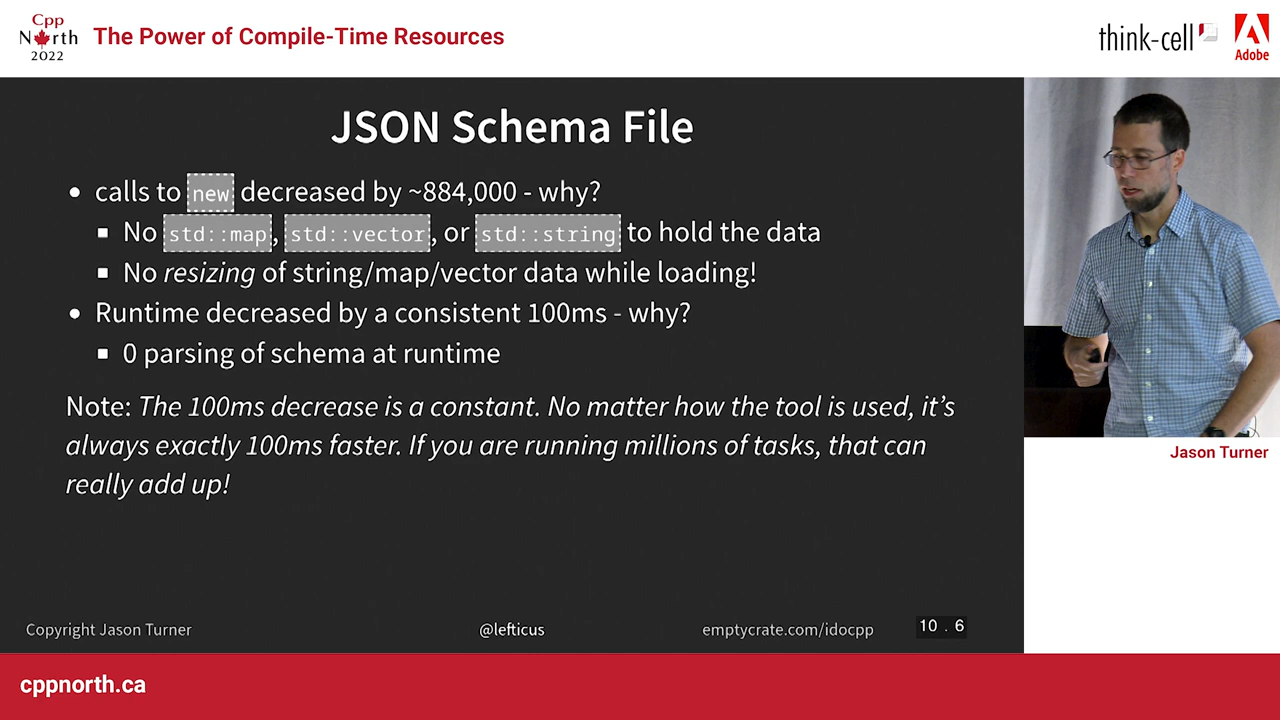 Cpp
North
2022
The Power of Compile-Time Resources
think-cell
Adobe
JSON Schema File
• calls to new decreased by ~884,000 - why?
▪ No std::map, std::vector, or std::string to hold the data
▪ No resizing of string/map/vector data while loading!
• Runtime decreased by a consistent 100ms - why?
▪ 0 parsing of schema at runtime
Note: The 100ms decrease is a constant. No matter how the tool is used, it’s
always exactly 100ms faster. If you are running millions of tasks, that can
really add up!
Jason Turner
Copyright Jason Turner
@lefticus
emptycrate.com/idocpp
10 . 6
cppnorth.ca